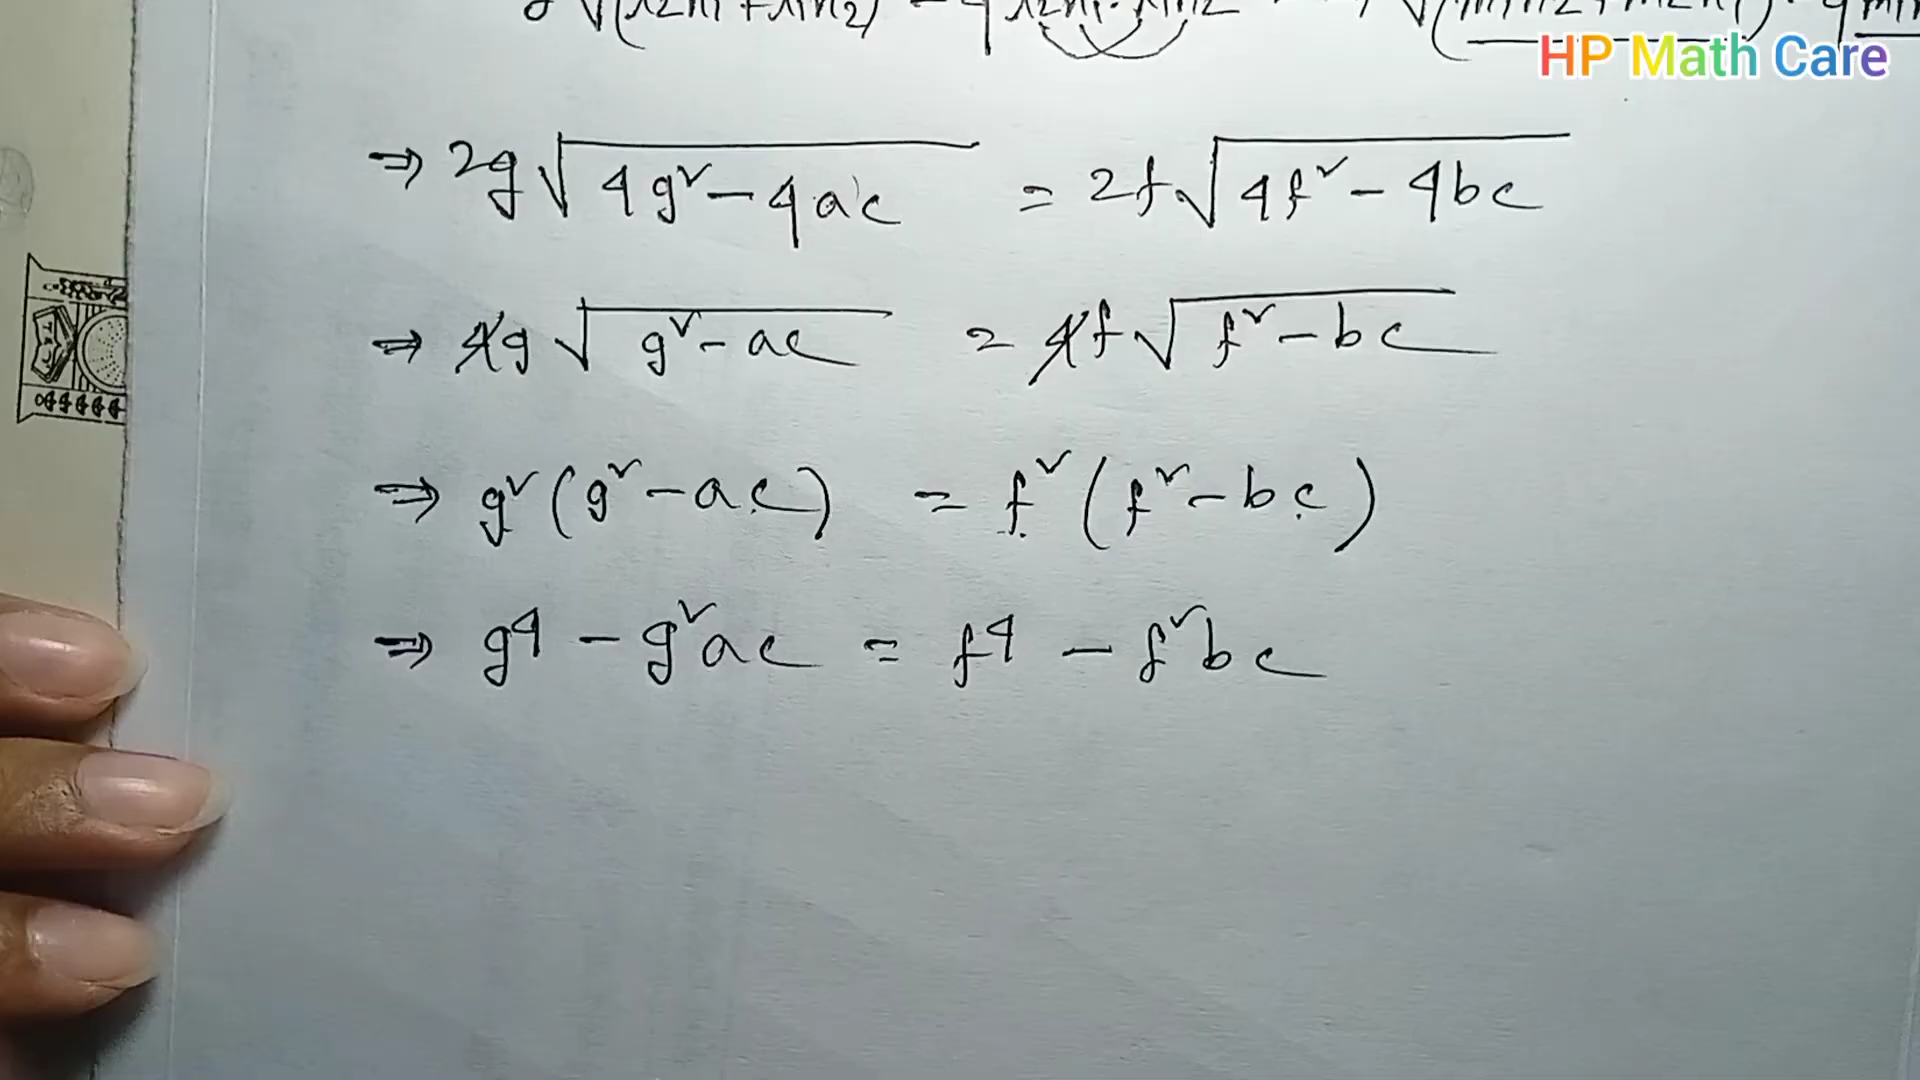 HP Math Care
⇒ 2g√(4g² - 4ac) = 2f√(4f² - 4bc)
⇒ 4g√(g² - ac) = 4f√(f² - bc)
⇒ g²(g² - ac) = f²(f² - bc)
⇒ g⁴ - g²ac = f⁴ - f²bc